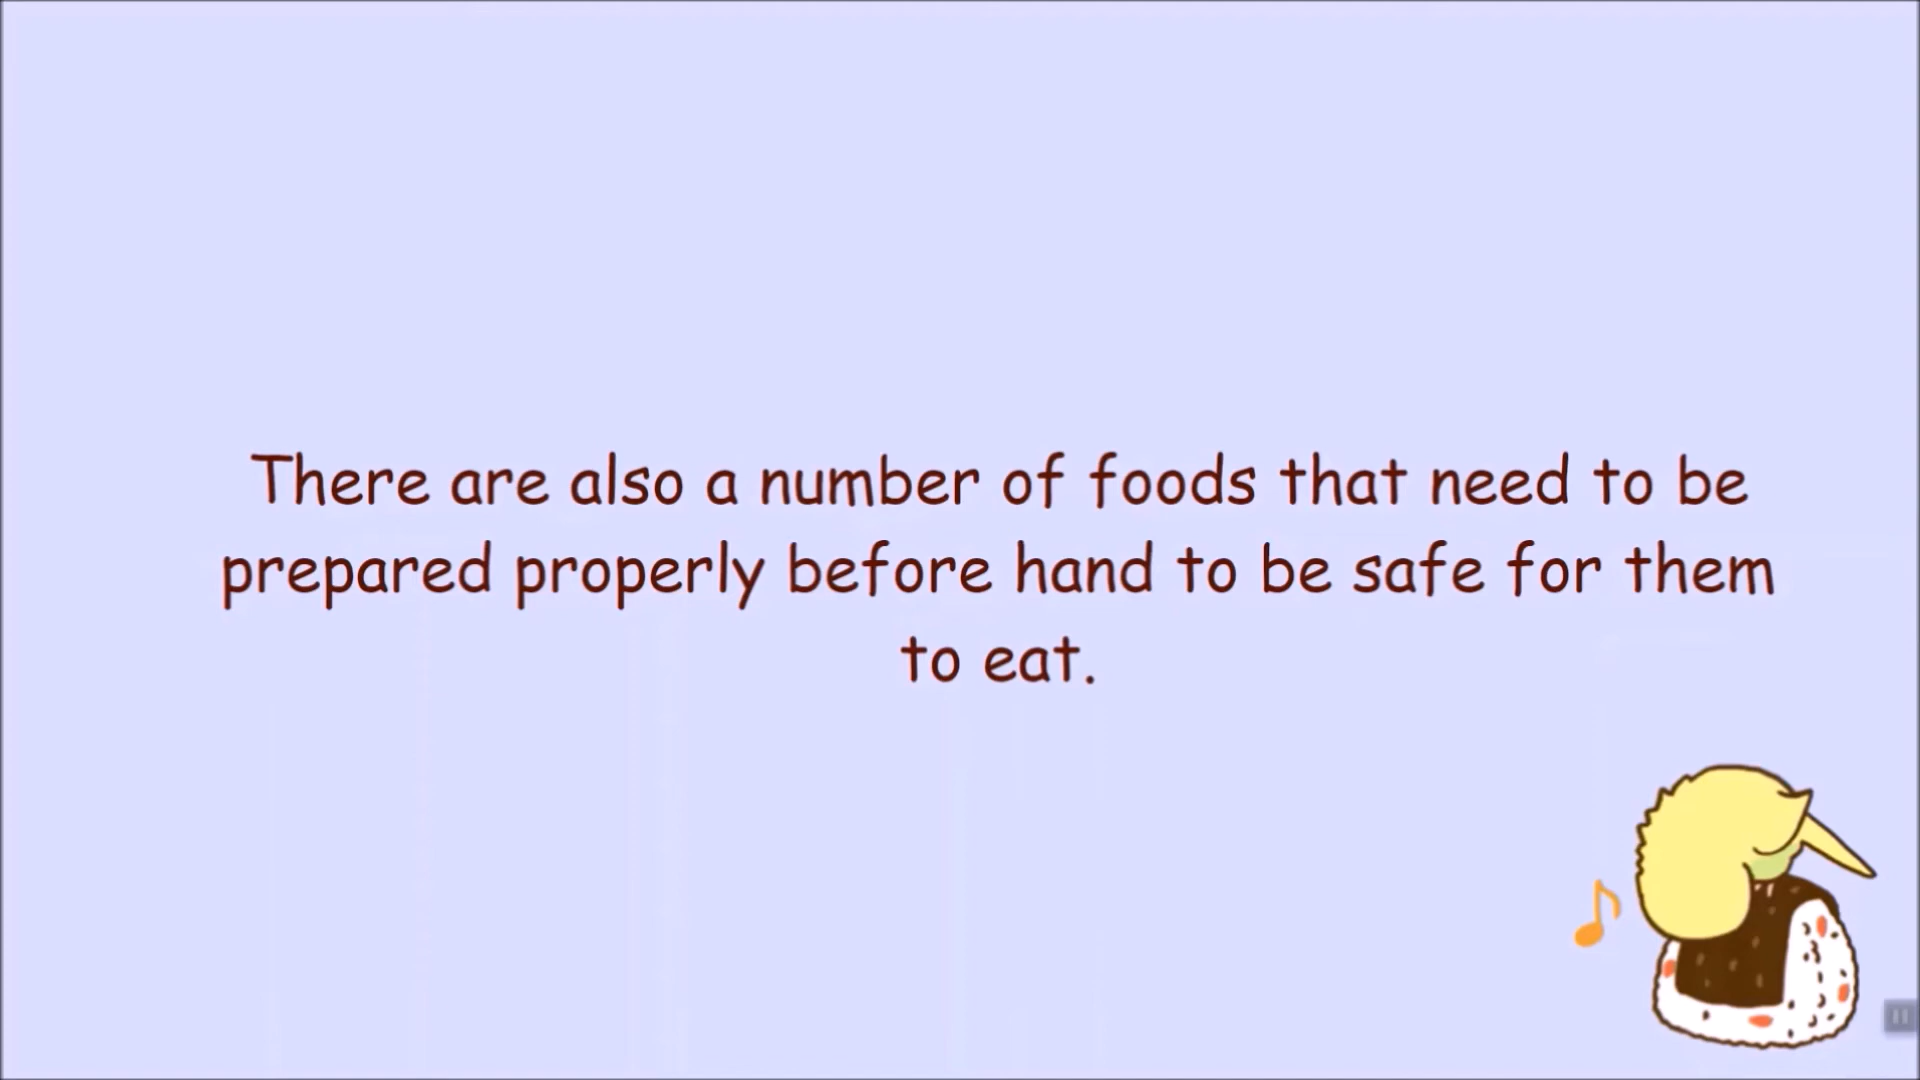 There are also a number of foods that need to be
prepared properly before hand to be safe for them
to eat.